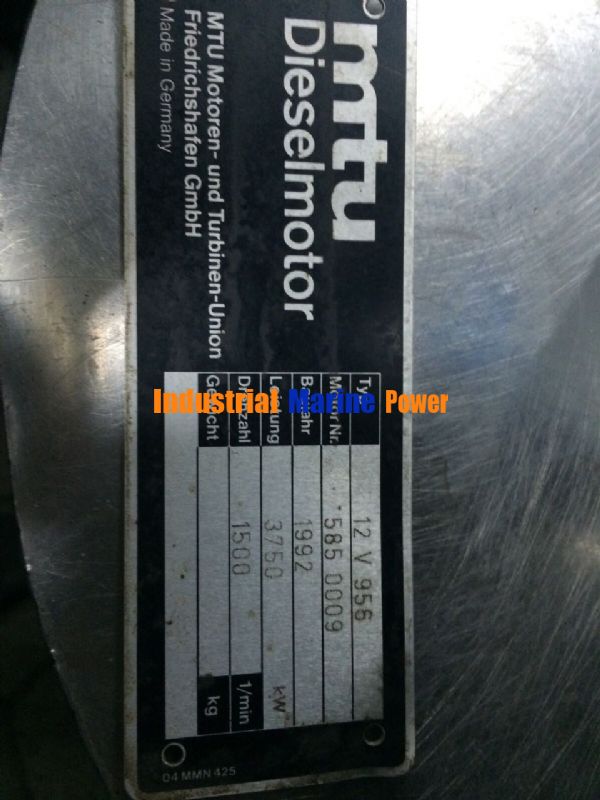 mtu
Dieselmotor
MTU Motoren- und Turbinen-Union
Friedrichshafen GmbH
Made in Germany
Typ 12 V 956
Motor Nr. 585 0009
Baujahr 1992
Leistung 3750 kW
Drehzahl 1500 1/min
Gewicht kg
04 MMN 425
Industrial Marine Power